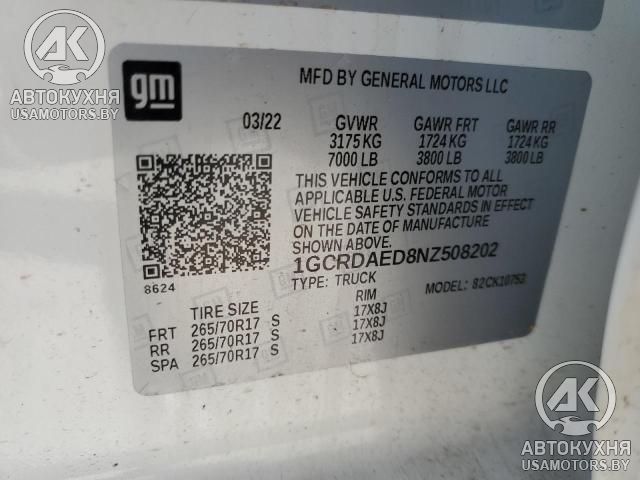 АК
АВТОКУХНЯ
USAMOTORS.BY
gm
MFD BY GENERAL MOTORS LLC
03/22 GVWR GAWR FRT GAWR RR
3175 KG 1724 KG 1724 KG
7000 LB 3800 LB 3800 LB
THIS VEHICLE CONFORMS TO ALL
APPLICABLE U.S. FEDERAL MOTOR
VEHICLE SAFETY STANDARDS IN EFFECT
ON THE DATE OF MANUFACTURE
SHOWN ABOVE.
1GCRDAED8NZ508202
8624
TYPE: TRUCK MODEL: 82CK10753
TIRE SIZE RIM
FRT 265/70R17 S 17X8J
RR 265/70R17 S 17X8J
SPA 265/70R17 S 17X8J
АК
АВТОКУХНЯ
USAMOTORS.BY